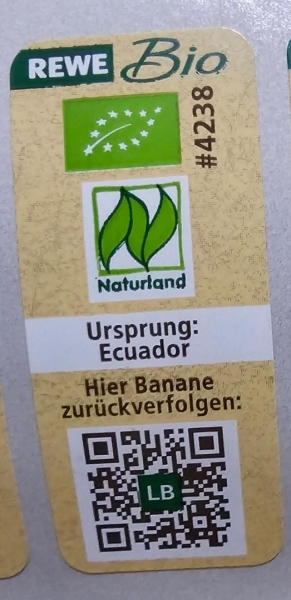 REWE Bio
#4238
Naturland
Ursprung:
Ecuador
Hier Banane
zurückverfolgen:
LB